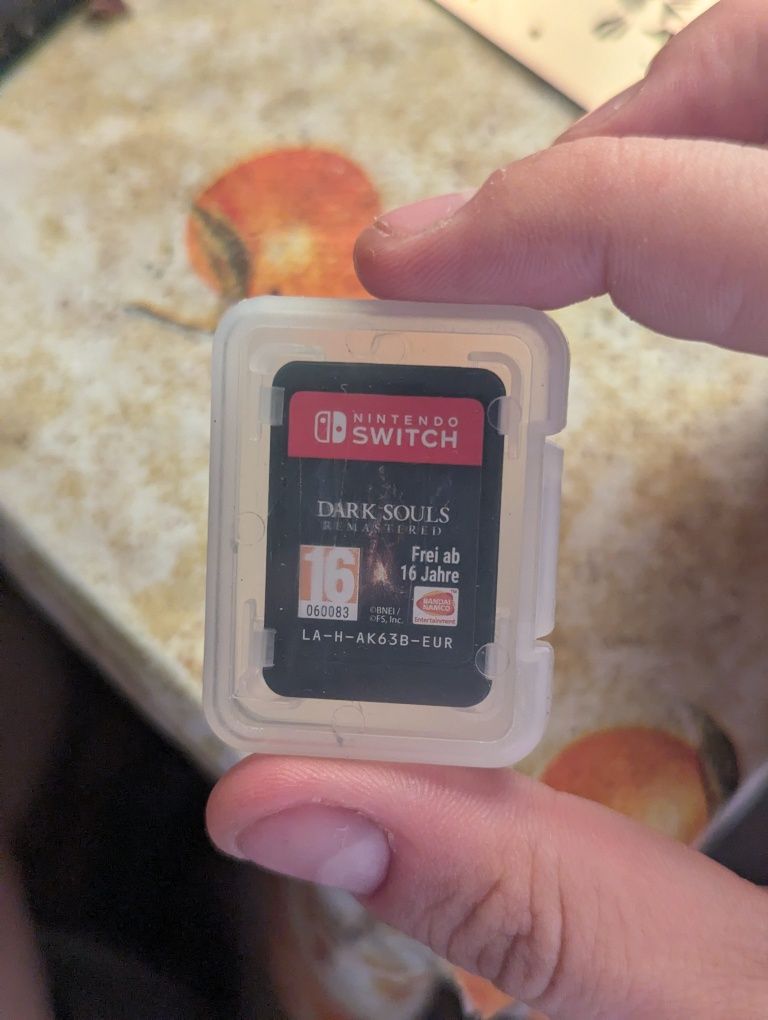 NINTENDO
SWITCH
DARK SOULS
REMASTERED
16
060083
Frei ab
16 Jahre
©BNEI /
©FS, Inc.
BANDAI
NAMCO
Entertainment
TM
LA-H-AK63B-EUR